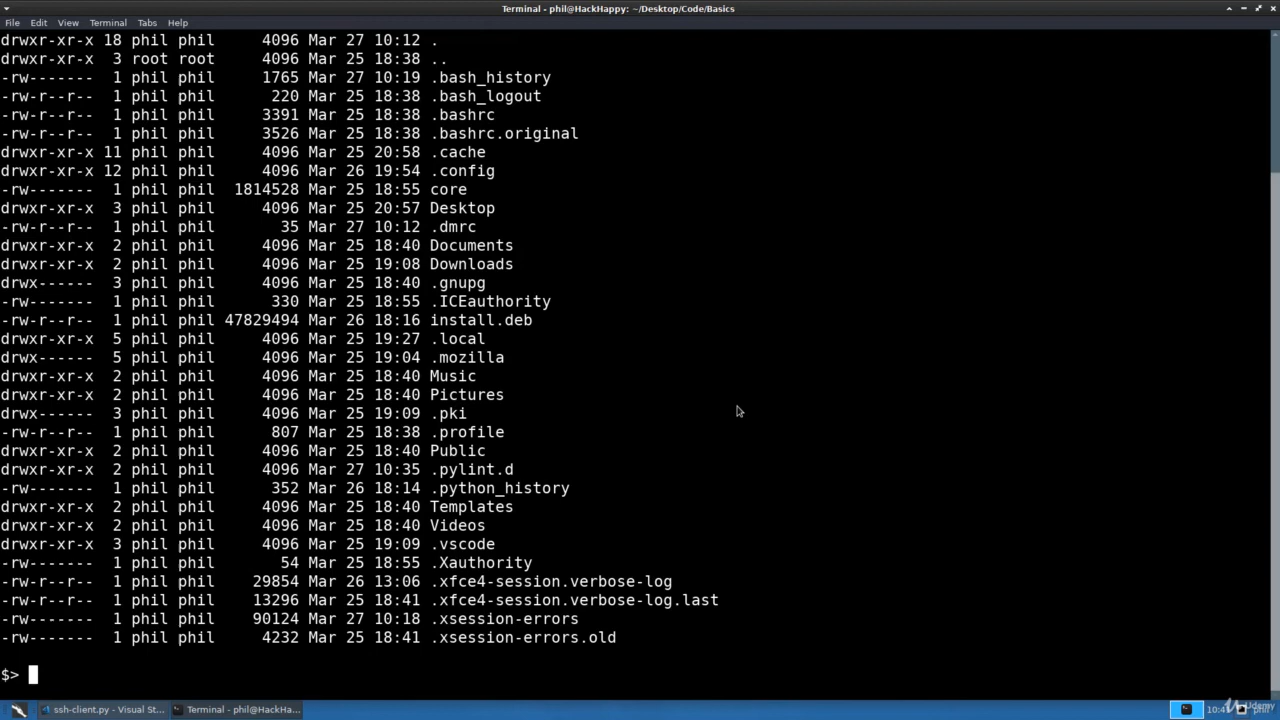 Terminal - phil@HackHappy: ~/Desktop/Code/Basics
File Edit View Terminal Tabs Help
drwxr-xr-x 18 phil phil     4096 Mar 27 10:12 .
drwxr-xr-x  3 root root     4096 Mar 25 18:38 ..
-rw-------  1 phil phil     1765 Mar 27 10:19 .bash_history
-rw-r--r--  1 phil phil      220 Mar 25 18:38 .bash_logout
-rw-r--r--  1 phil phil     3391 Mar 25 18:38 .bashrc
-rw-r--r--  1 phil phil     3526 Mar 25 18:38 .bashrc.original
drwxr-xr-x 11 phil phil     4096 Mar 25 20:58 .cache
drwxr-xr-x 12 phil phil     4096 Mar 26 19:54 .config
-rw-------  1 phil phil  1814528 Mar 25 18:55 core
drwxr-xr-x  3 phil phil     4096 Mar 25 20:57 Desktop
-rw-r--r--  1 phil phil       35 Mar 27 10:12 .dmrc
drwxr-xr-x  2 phil phil     4096 Mar 25 18:40 Documents
drwxr-xr-x  2 phil phil     4096 Mar 25 19:08 Downloads
drwx------  3 phil phil     4096 Mar 25 18:40 .gnupg
-rw-------  1 phil phil      330 Mar 25 18:55 .ICEauthority
-rw-r--r--  1 phil phil 47829494 Mar 26 18:16 install.deb
drwxr-xr-x  5 phil phil     4096 Mar 25 19:27 .local
drwx------  5 phil phil     4096 Mar 25 19:04 .mozilla
drwxr-xr-x  2 phil phil     4096 Mar 25 18:40 Music
drwxr-xr-x  2 phil phil     4096 Mar 25 18:40 Pictures
drwx------  3 phil phil     4096 Mar 25 19:09 .pki
-rw-r--r--  1 phil phil      807 Mar 25 18:38 .profile
drwxr-xr-x  2 phil phil     4096 Mar 25 18:40 Public
drwxr-xr-x  2 phil phil     4096 Mar 27 10:35 .pylint.d
-rw-------  1 phil phil      352 Mar 26 18:14 .python_history
drwxr-xr-x  2 phil phil     4096 Mar 25 18:40 Templates
drwxr-xr-x  2 phil phil     4096 Mar 25 18:40 Videos
drwxr-xr-x  3 phil phil     4096 Mar 25 19:09 .vscode
-rw-------  1 phil phil       54 Mar 25 18:55 .Xauthority
-rw-r--r--  1 phil phil    29854 Mar 26 13:06 .xfce4-session.verbose-log
-rw-r--r--  1 phil phil    13296 Mar 25 18:41 .xfce4-session.verbose-log.last
-rw-------  1 phil phil    90124 Mar 27 10:18 .xsession-errors
-rw-------  1 phil phil     4232 Mar 25 18:41 .xsession-errors.old
$>
ssh-client.py - Visual St... Terminal - phil@HackHa... Udemy